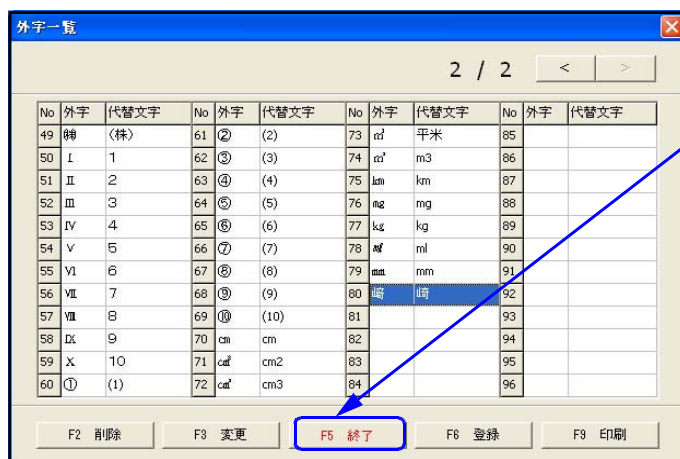 外字一覧
2 / 2 < >
No 外字 代替文字 No 外字 代替文字 No 外字 代替文字 No 外字 代替文字
49 ㈱ (株) 61 ② (2) 73 ㎡ 平米 85
50 Ⅰ 1 62 ③ (3) 74 ㎥ m3 86
51 Ⅱ 2 63 ④ (4) 75 ㎞ km 87
52 Ⅲ 3 64 ⑤ (5) 76 ㎎ mg 88
53 Ⅳ 4 65 ⑥ (6) 77 ㎏ kg 89
54 Ⅴ 5 66 ⑦ (7) 78 ㎖ ml 90
55 Ⅵ 6 67 ⑧ (8) 79 ㎜ mm 91
56 Ⅶ 7 68 ⑨ (9) 80 﨑 崎 92
57 Ⅷ 8 69 ⑩ (10) 81 93
58 Ⅸ 9 70 ㎝ cm 82 94
59 Ⅹ 10 71 ㎠ cm2 83 95
60 ① (1) 72 ㎤ cm3 84 96
F2 削除 F3 変更 F5 終了 F6 登録 F9 印刷